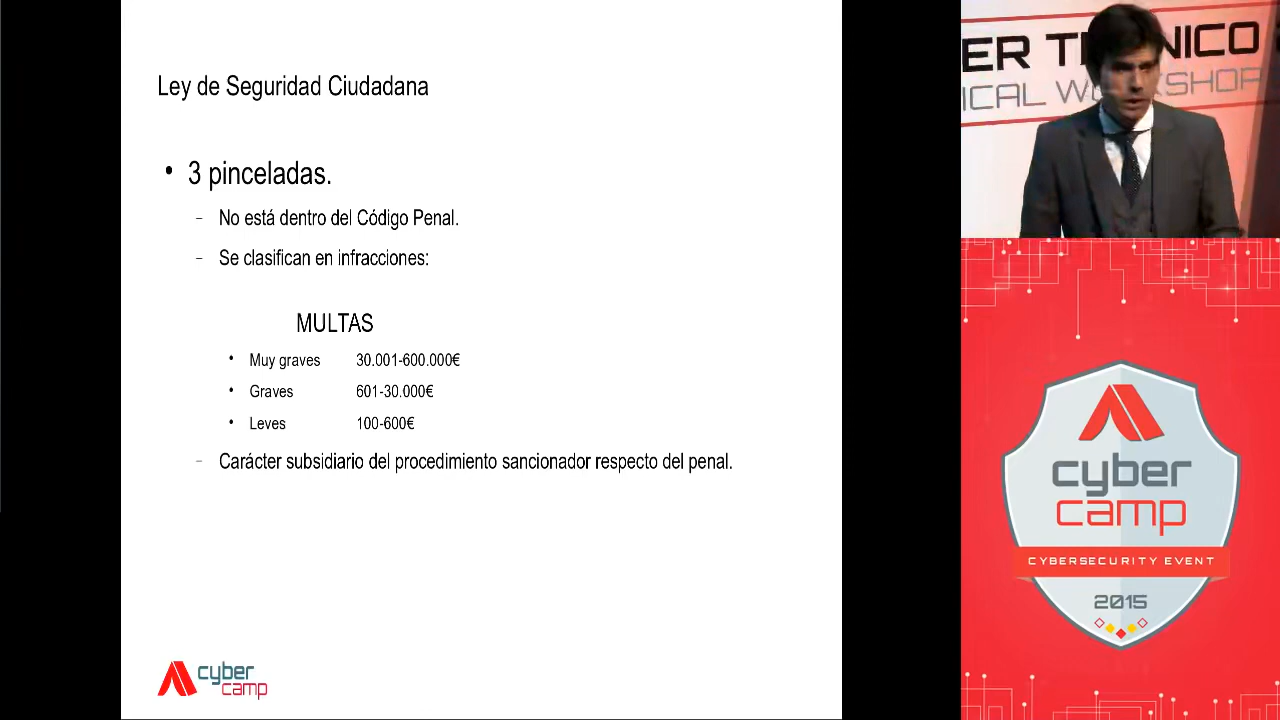 Ley de Seguridad Ciudadana
• 3 pinceladas.
– No está dentro del Código Penal.
– Se clasifican en infracciones:
MULTAS
• Muy graves 30.001-600.000€
• Graves 601-30.000€
• Leves 100-600€
– Carácter subsidiario del procedimiento sancionador respecto del penal.
cyber
camp
cyber
camp
CYBERSECURITY EVENT
2015